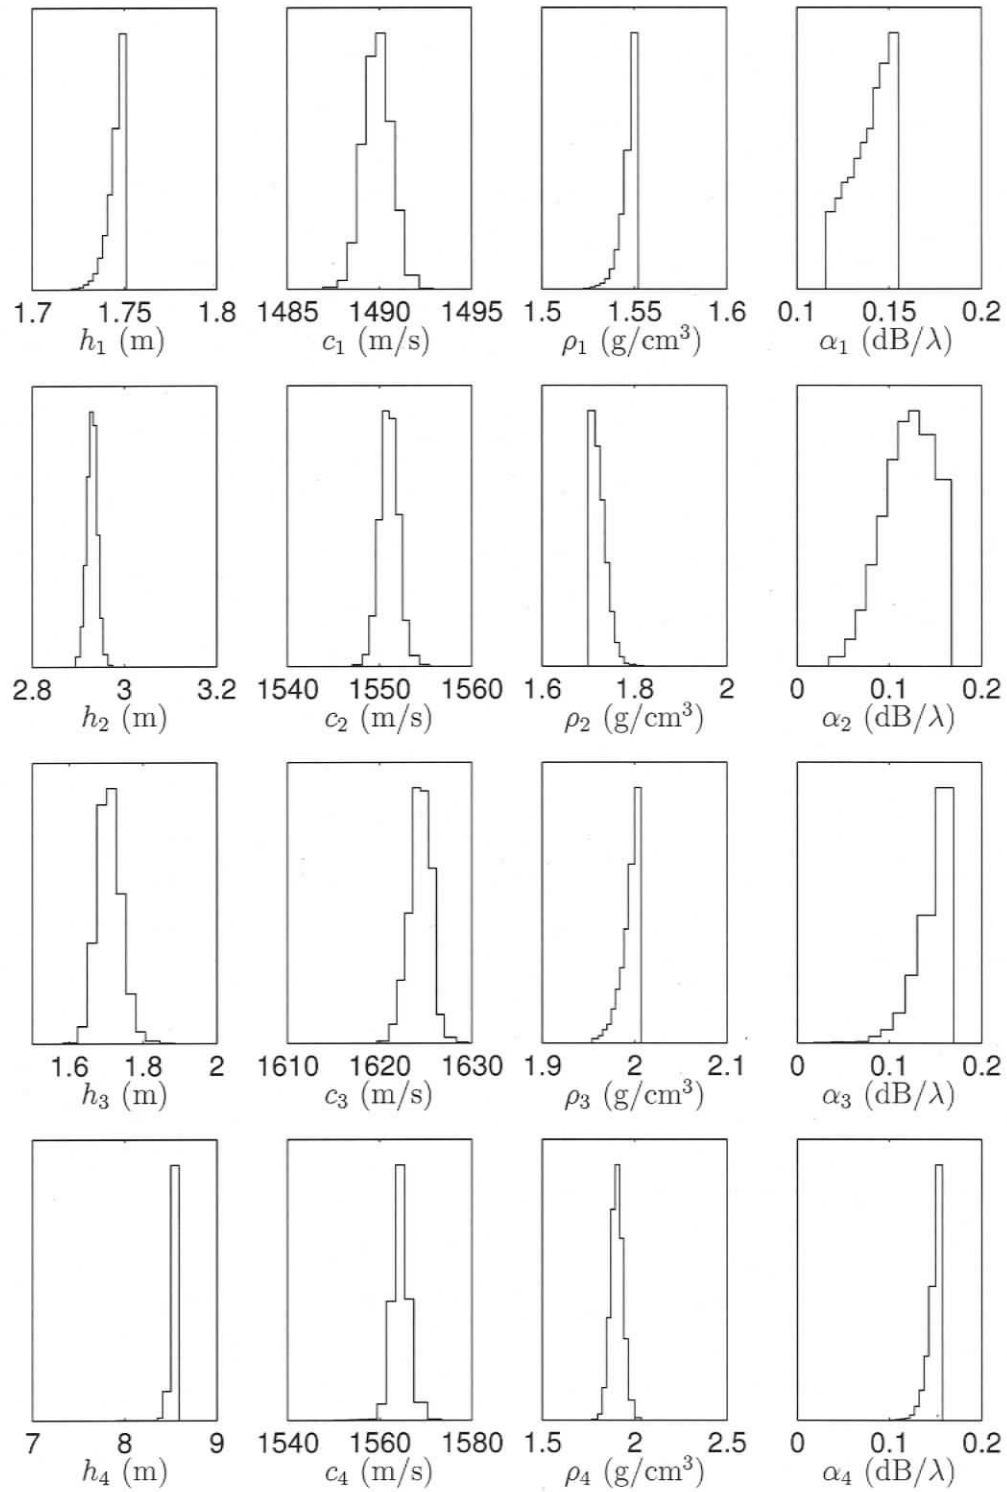 1.7 1.75 1.8 1485 1490 1495 1.5 1.55 1.6 0.1 0.15 0.2
h₁ (m) c₁ (m/s) ρ₁ (g/cm³) α₁ (dB/λ)
2.8 3 3.2 1540 1550 1560 1.6 1.8 2 0 0.1 0.2
h₂ (m) c₂ (m/s) ρ₂ (g/cm³) α₂ (dB/λ)
1.6 1.8 2 1610 1620 1630 1.9 2 2.1 0 0.1 0.2
h₃ (m) c₃ (m/s) ρ₃ (g/cm³) α₃ (dB/λ)
7 8 9 1540 1560 1580 1.5 2 2.5 0 0.1 0.2
h₄ (m) c₄ (m/s) ρ₄ (g/cm³) α₄ (dB/λ)